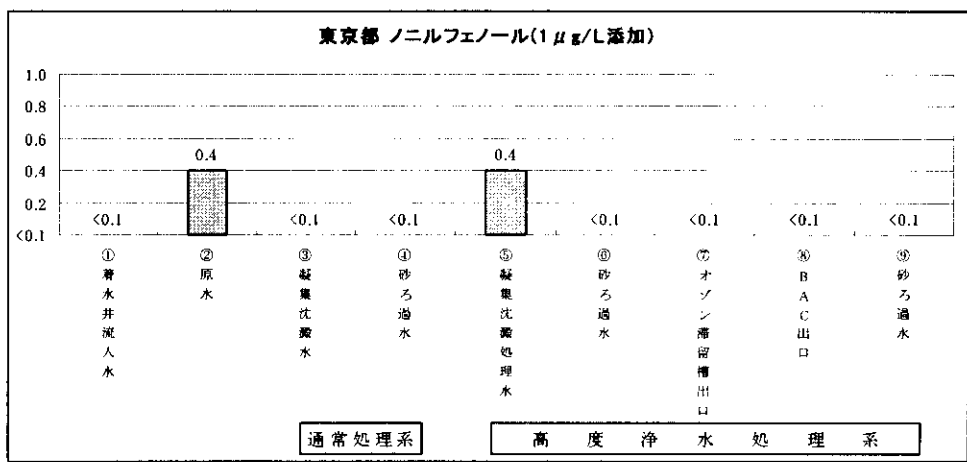 東京都 ノニルフェノール(1μg/L添加)
1.0
0.8
0.6
0.4
0.2
<0.1
<0.1
0.4
<0.1
<0.1
0.4
<0.1
<0.1
<0.1
<0.1
①着水井流入水
②原水
③凝集沈澱水
④砂ろ過水
⑤凝集沈澱処理水
⑥砂ろ過水
⑦オゾン滞留槽出口
⑧BAC出口
⑨砂ろ過水
通常処理系
高度浄水処理系